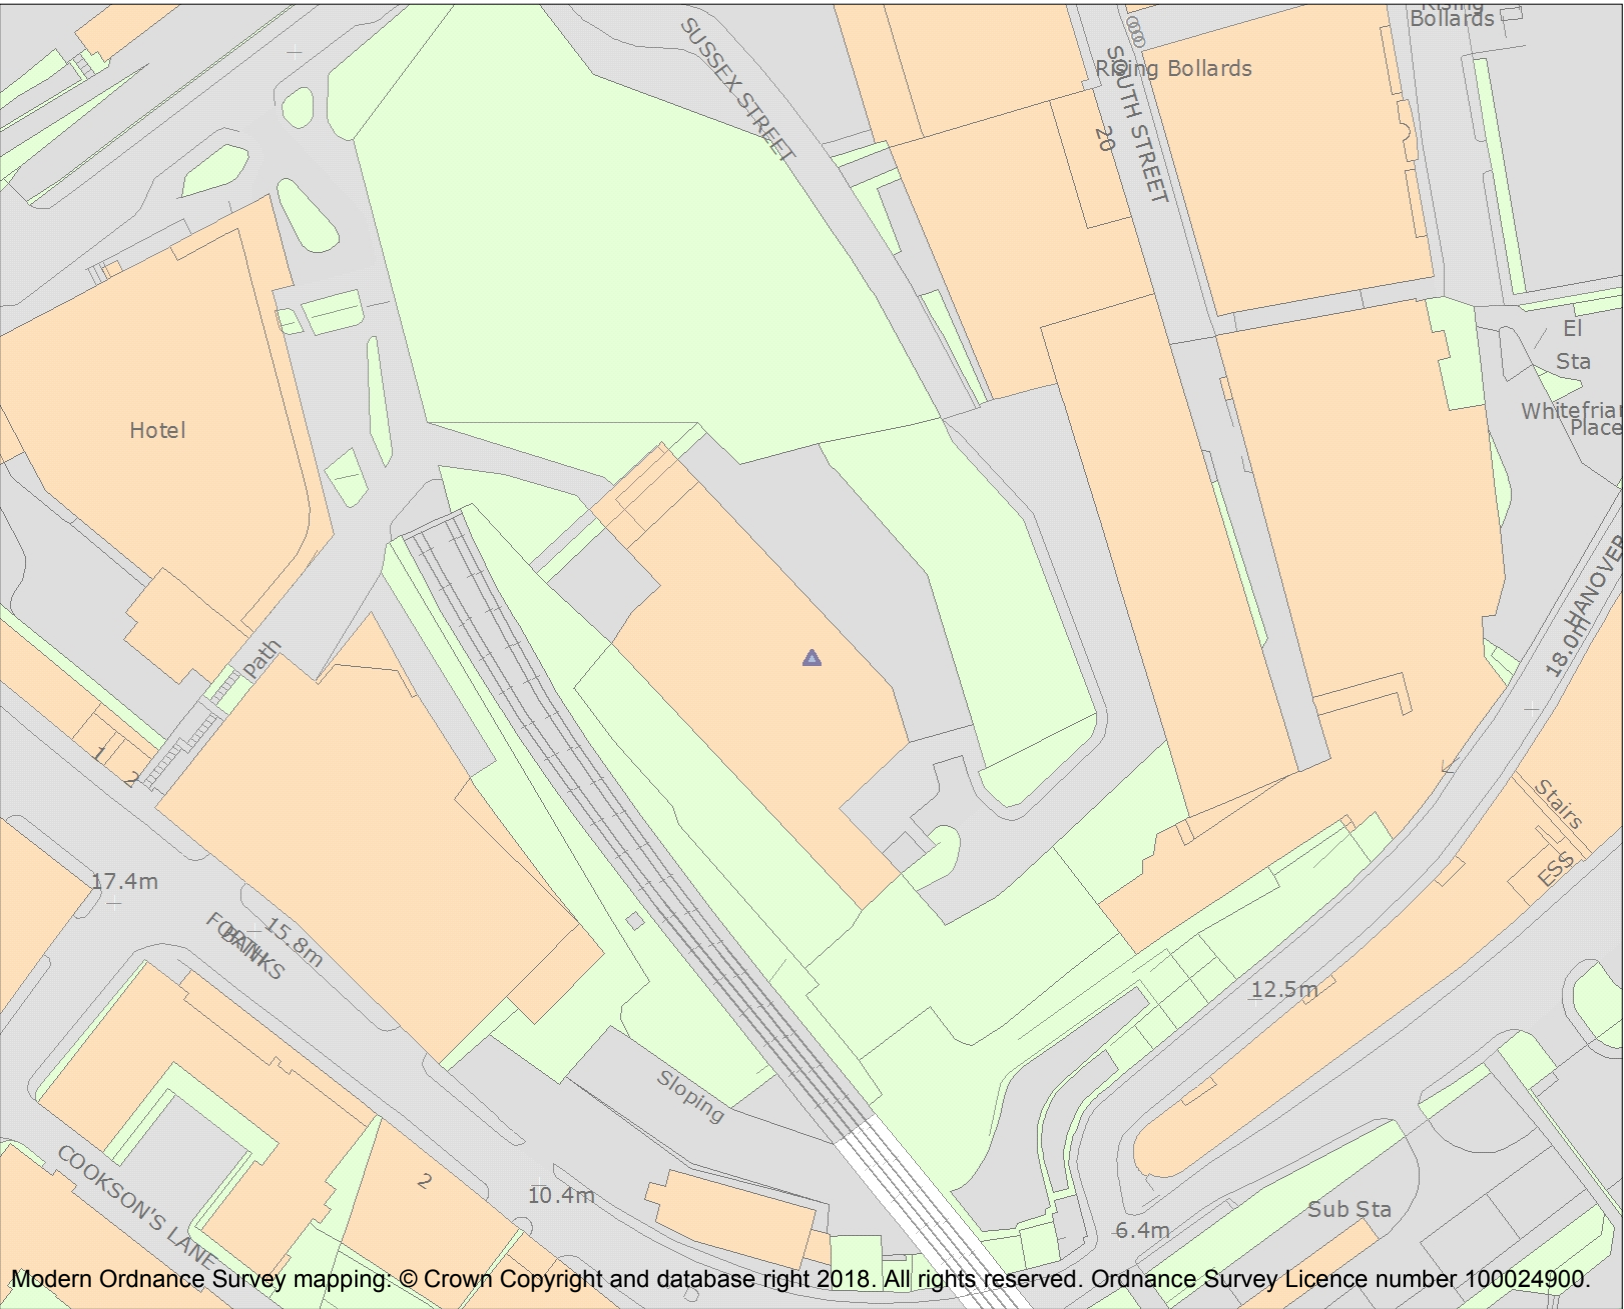 Rising
Bollards
SUSSEX STREET
SOUTH STREET
Rising Bollards
20
El
Sta
Whitefriar
Place
Hotel
HANOVER
18.0m
Path
1
2
Stairs
ESS
17.4m
FORTH
BANKS
15.8m
12.5m
Sloping
COOKSON'S LANE
2
10.4m
Sub Sta
6.4m
Modern Ordnance Survey mapping: © Crown Copyright and database right 2018. All rights reserved. Ordnance Survey Licence number 100024900.